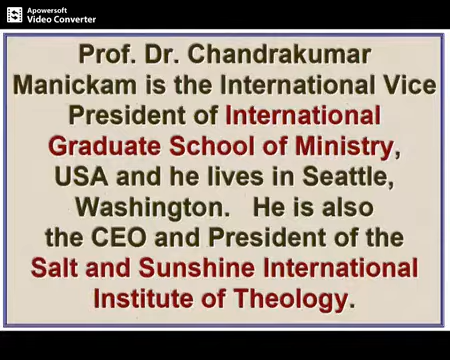 Apowersoft
Video Converter
Prof. Dr. Chandrakumar
Manickam is the International Vice
President of International
Graduate School of Ministry,
USA and he lives in Seattle,
Washington. He is also
the CEO and President of the
Salt and Sunshine International
Institute of Theology.